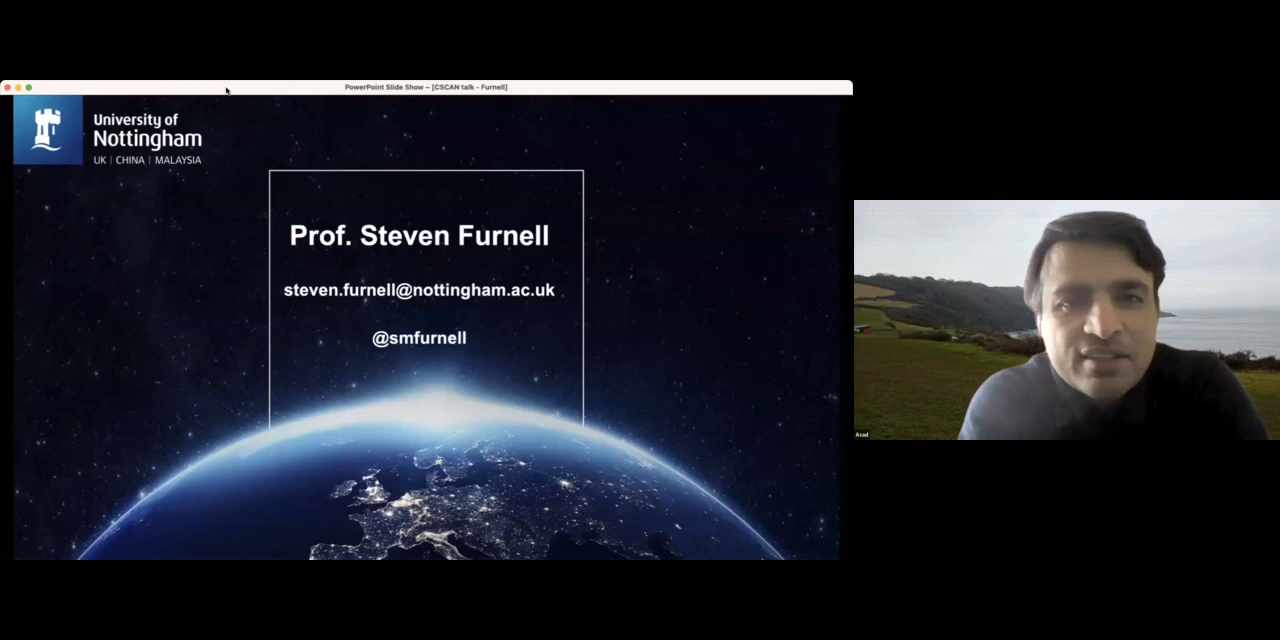 PowerPoint Slide Show – [CSCAN talk - Furnell]
University of
Nottingham
UK | CHINA | MALAYSIA
Prof. Steven Furnell
steven.furnell@nottingham.ac.uk
@smfurnell
Asad